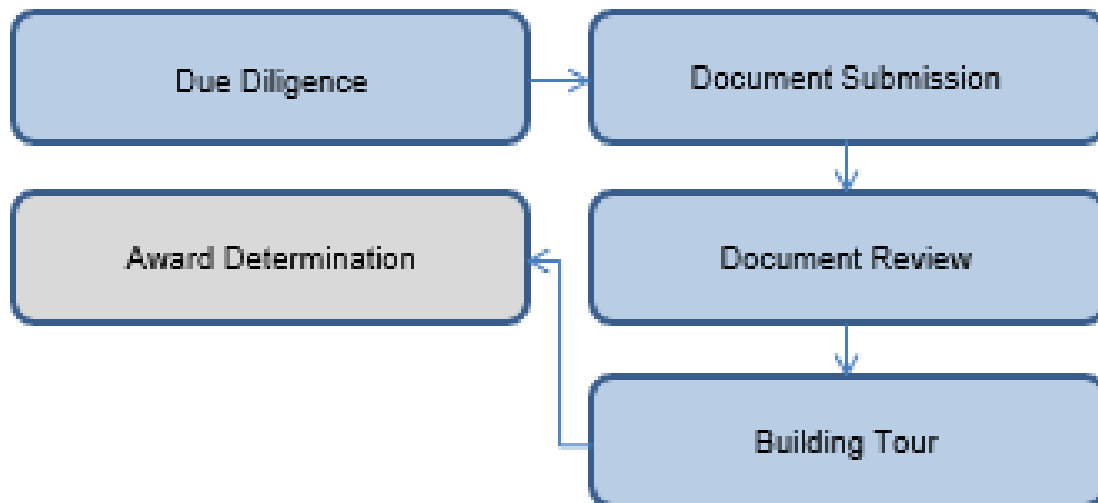 Due Diligence
Document Submission
Document Review
Building Tour
Award Determination